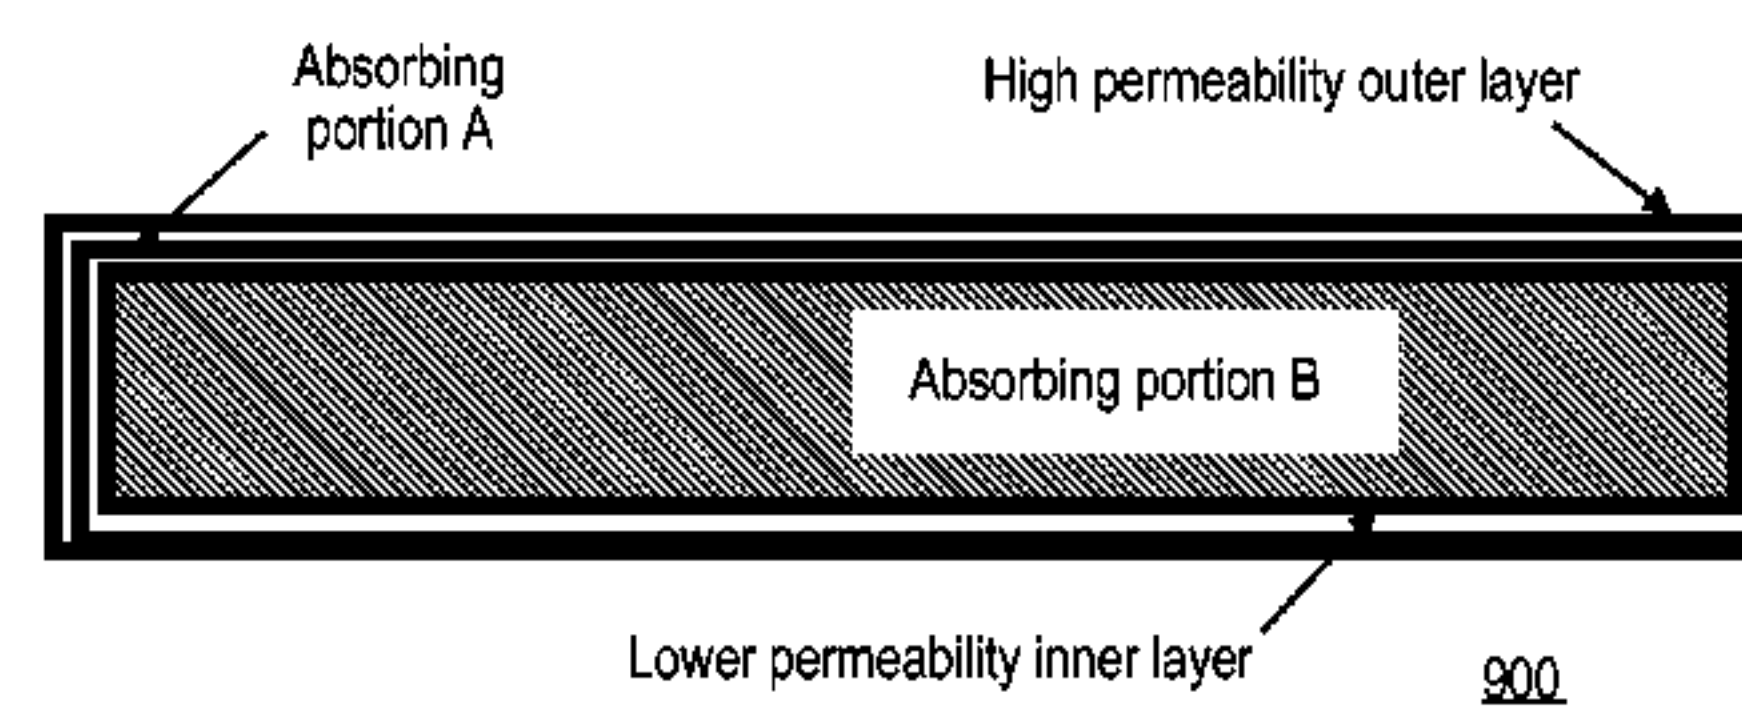 Absorbing
portion A
High permeability outer layer
Absorbing portion B
Lower permeability inner layer
900